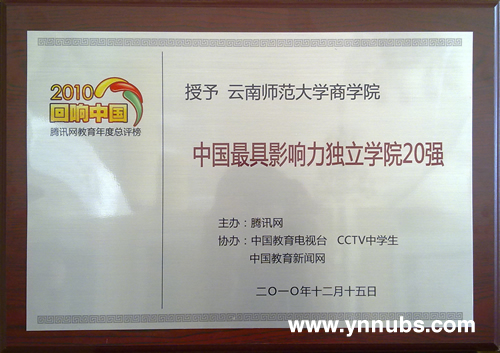 2010
回响中国
腾讯网教育年度总评榜
授予 云南师范大学商学院
中国最具影响力独立学院20强
主办：腾讯网
协办：中国教育电视台 CCTV中学生
中国教育新闻网
二〇一〇年十二月十五日
www.ynnubs.com